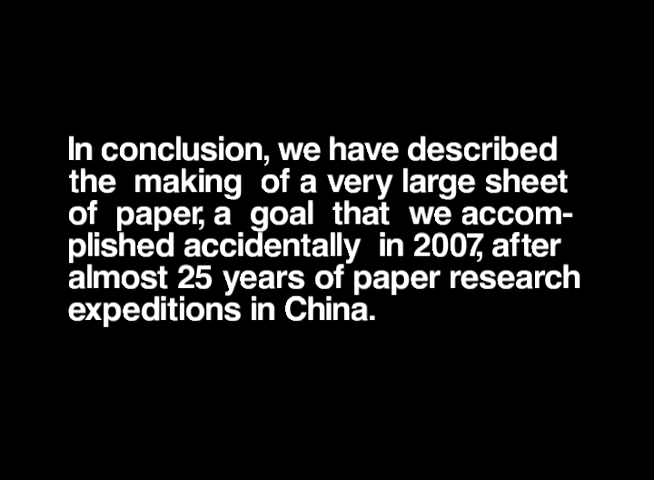 In conclusion, we have described
the making of a very large sheet
of paper, a goal that we accom-
plished accidentally in 2007, after
almost 25 years of paper research
expeditions in China.